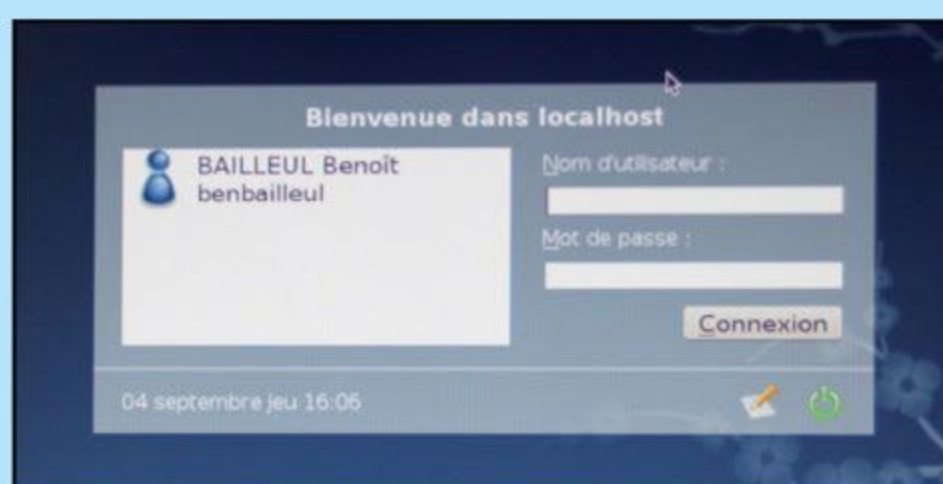 Bienvenue dans localhost
BAILLEUL Benoît
benbailleul
Nom d'utilisateur :
Mot de passe :
Connexion
04 septembre jeu 16:06